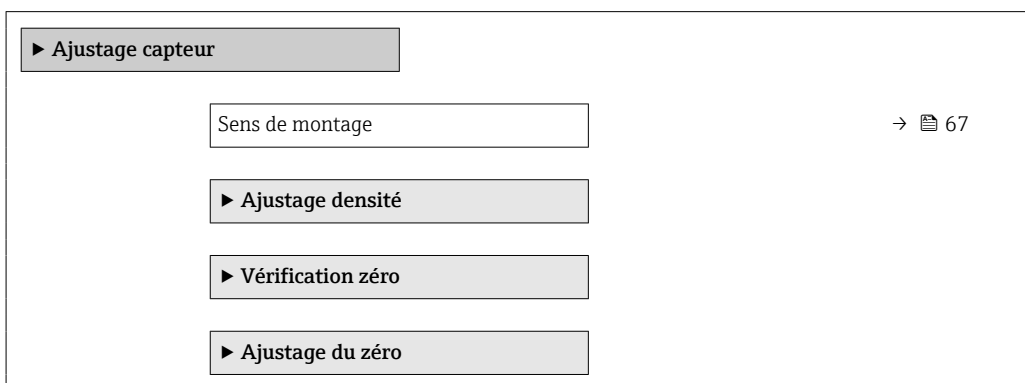 ▶ Ajustage capteur
Sens de montage → 67
▶ Ajustage densité
▶ Vérification zéro
▶ Ajustage du zéro